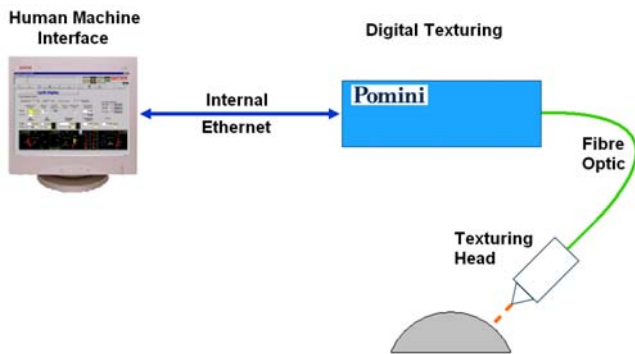 Human Machine
Interface
Digital Texturing
Pomini
Internal
Ethernet
Fibre
Optic
Texturing
Head